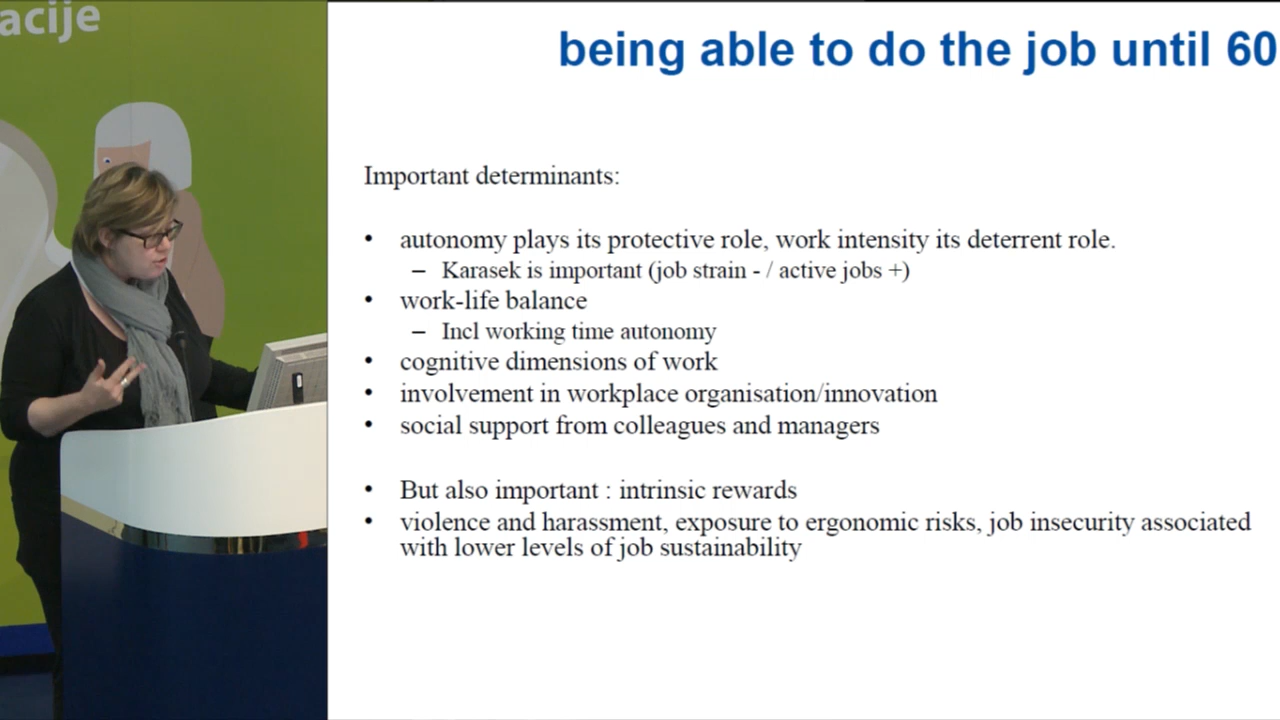 acije
being able to do the job until 60
Important determinants:
• autonomy plays its protective role, work intensity its deterrent role.
– Karasek is important (job strain - / active jobs +)
• work-life balance
– Incl working time autonomy
• cognitive dimensions of work
• involvement in workplace organisation/innovation
• social support from colleagues and managers
• But also important : intrinsic rewards
• violence and harassment, exposure to ergonomic risks, job insecurity associated
with lower levels of job sustainability